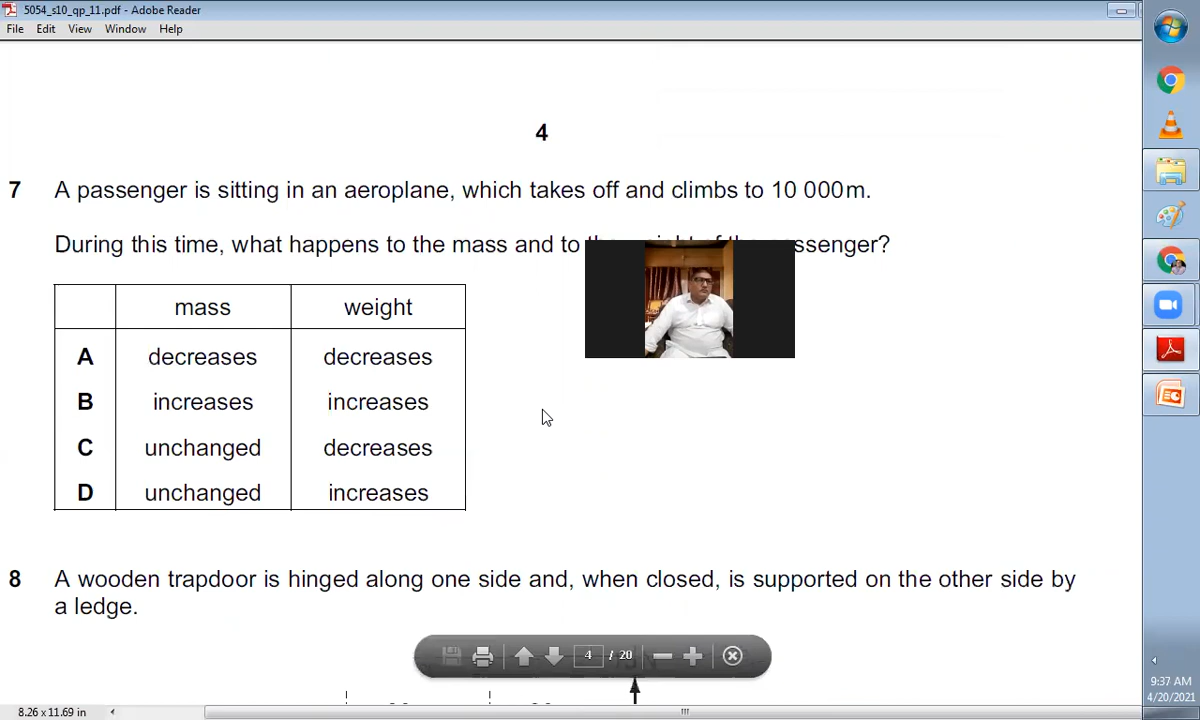 5054_s10_qp_11.pdf - Adobe Reader
File Edit View Window Help
4
7 A passenger is sitting in an aeroplane, which takes off and climbs to 10 000 m.
During this time, what happens to the mass and to
mass weight
A decreases decreases
B increases increases
C unchanged decreases
D unchanged increases
8 A wooden trapdoor is hinged along one side and, when closed, is supported on the other side by
a ledge.
4 / 20
9:37 AM
8.26 x 11.69 in
4/20/2021